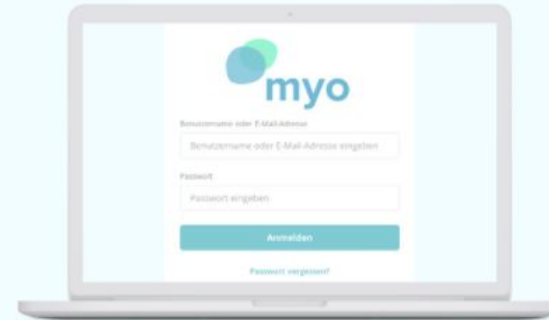 myo
Benutzername oder E-Mail-Adresse
Benutzername oder E-Mail-Adresse eingeben
Passwort
Passwort eingeben
Anmelden
Passwort vergessen?